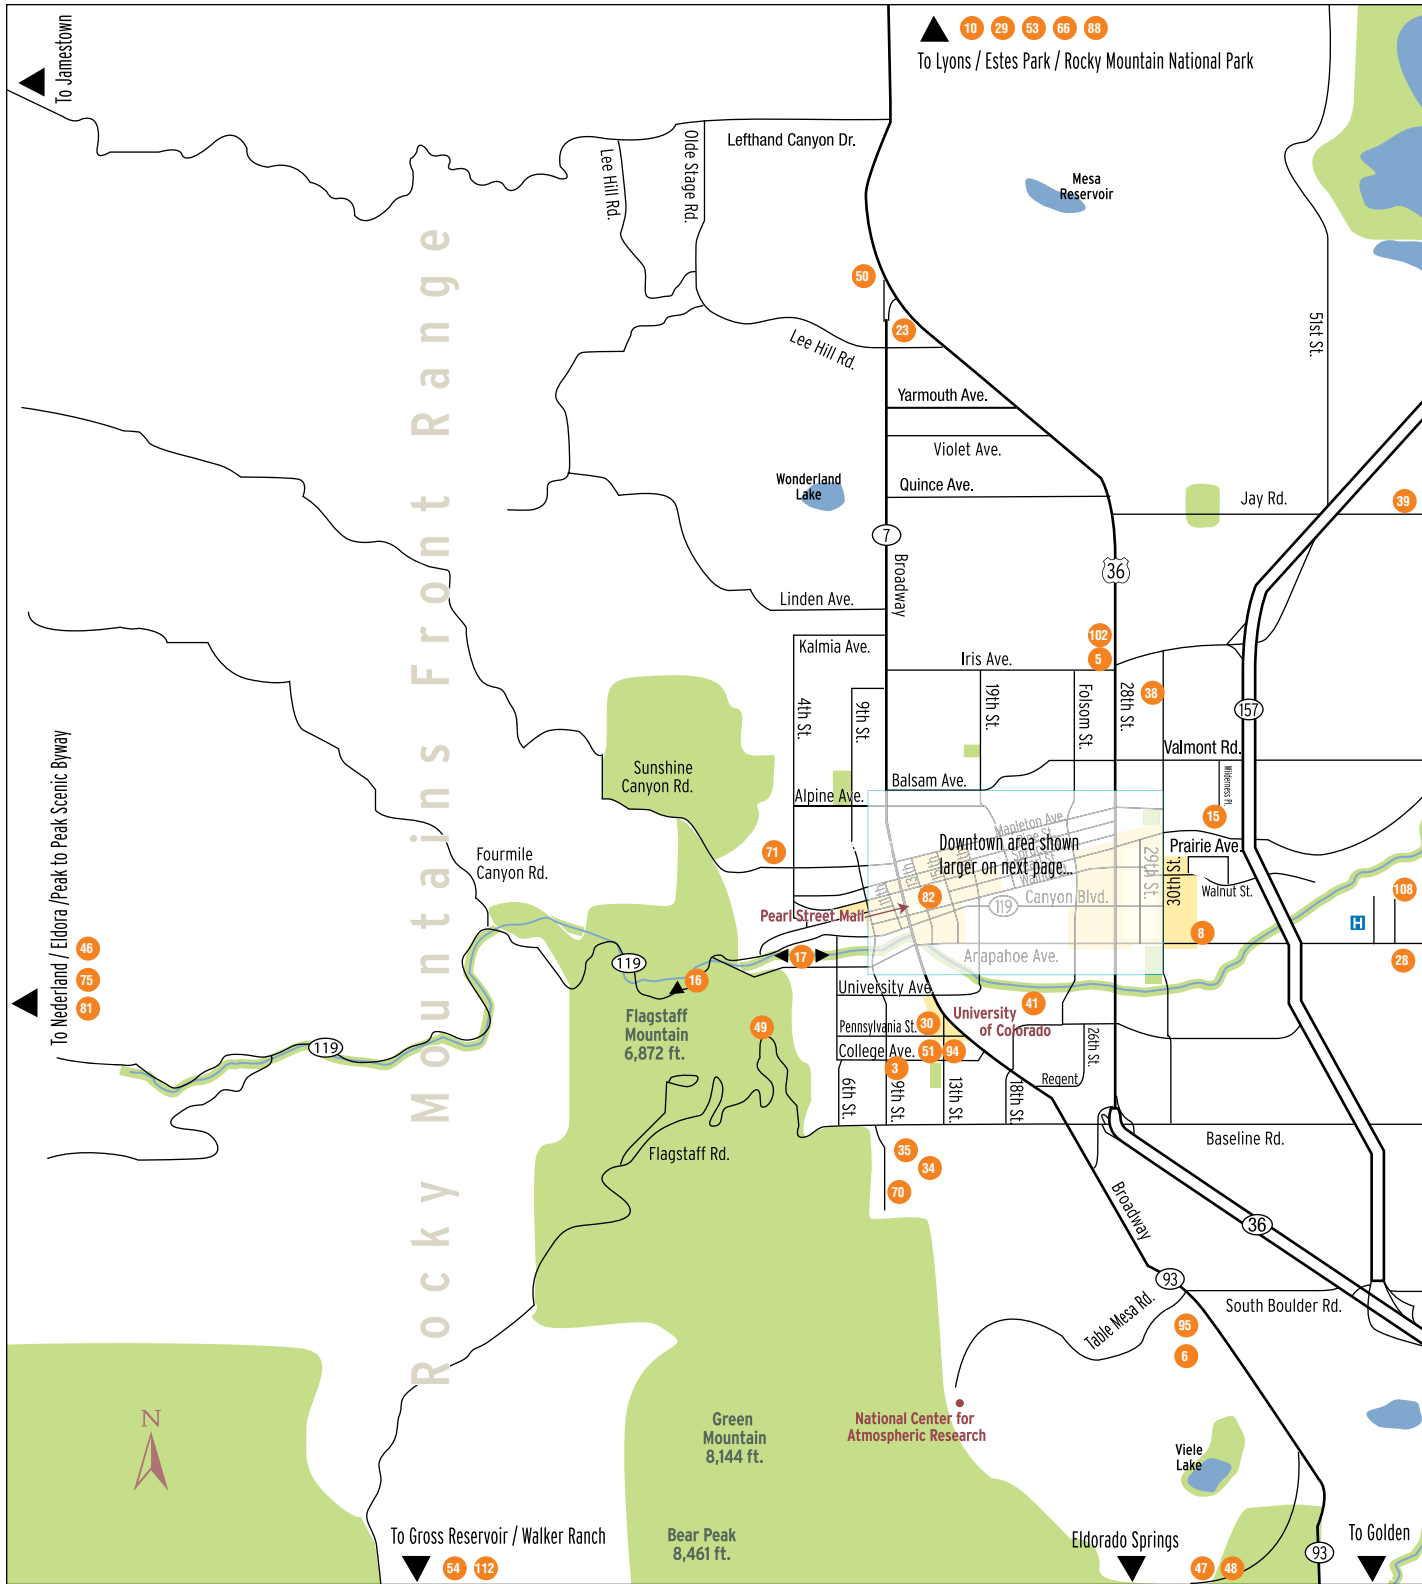 To Jamestown
10 29 53 66 88
To Lyons / Estes Park / Rocky Mountain National Park
Lefthand Canyon Dr.
Olde Stage Rd.
Lee Hill Rd.
Mesa
Reservoir
50
23
Lee Hill Rd.
51st St.
Yarmouth Ave.
Violet Ave.
Quince Ave.
Wonderland
Lake
Jay Rd.
39
7
Broadway
36
Linden Ave.
Kalmia Ave.
Iris Ave.
102
5
38
4th St.
9th St.
19th St.
Folsom St.
28th St.
157
Valmont Rd.
Sunshine
Canyon Rd.
Balsam Ave.
Alpine Ave.
Wilderness Pl.
15
Mapleton Ave.
Downtown area shown
larger on next page...
Prairie Ave.
71
Fourmile
Canyon Rd.
29th St.
30th St.
Walnut St.
108
82
119
Canyon Blvd.
Pearl Street Mall
8
H
28
Arapahoe Ave.
17
119
16
To Nederland / Eldora / Peak to Peak Scenic Byway
46
75
81
University Ave.
41
Flagstaff
Mountain
6,872 ft.
49
Pennsylvania St.
30
University
of Colorado
119
College Ave.
51
94
3
26th St.
Regent
6th St.
9th St.
13th St.
18th St.
Baseline Rd.
Flagstaff Rd.
35
34
70
Broadway
36
93
Table Mesa Rd.
South Boulder Rd.
95
6
Rocky Mountains Front Range
N
Green
Mountain
8,144 ft.
National Center for
Atmospheric Research
Viele
Lake
Bear Peak
8,461 ft.
To Gross Reservoir / Walker Ranch
54 112
Eldorado Springs
47 48
93
To Golden